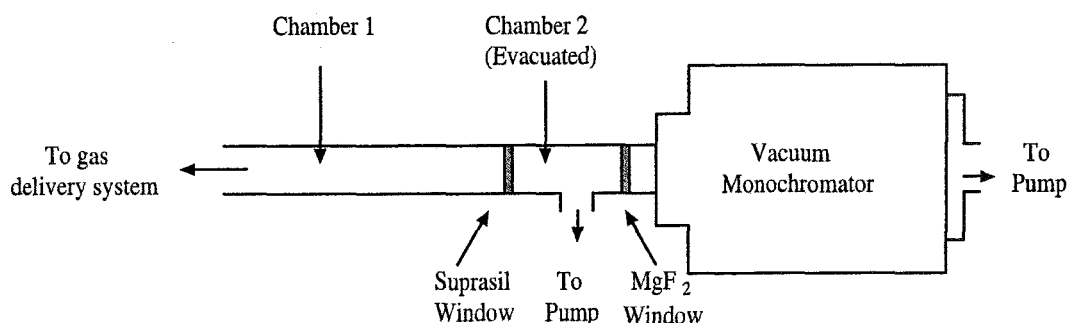 Chamber 1
Chamber 2
(Evacuated)
To gas
delivery system
Vacuum
Monochromator
To
Pump
Suprasil
Window
To
Pump
MgF₂
Window